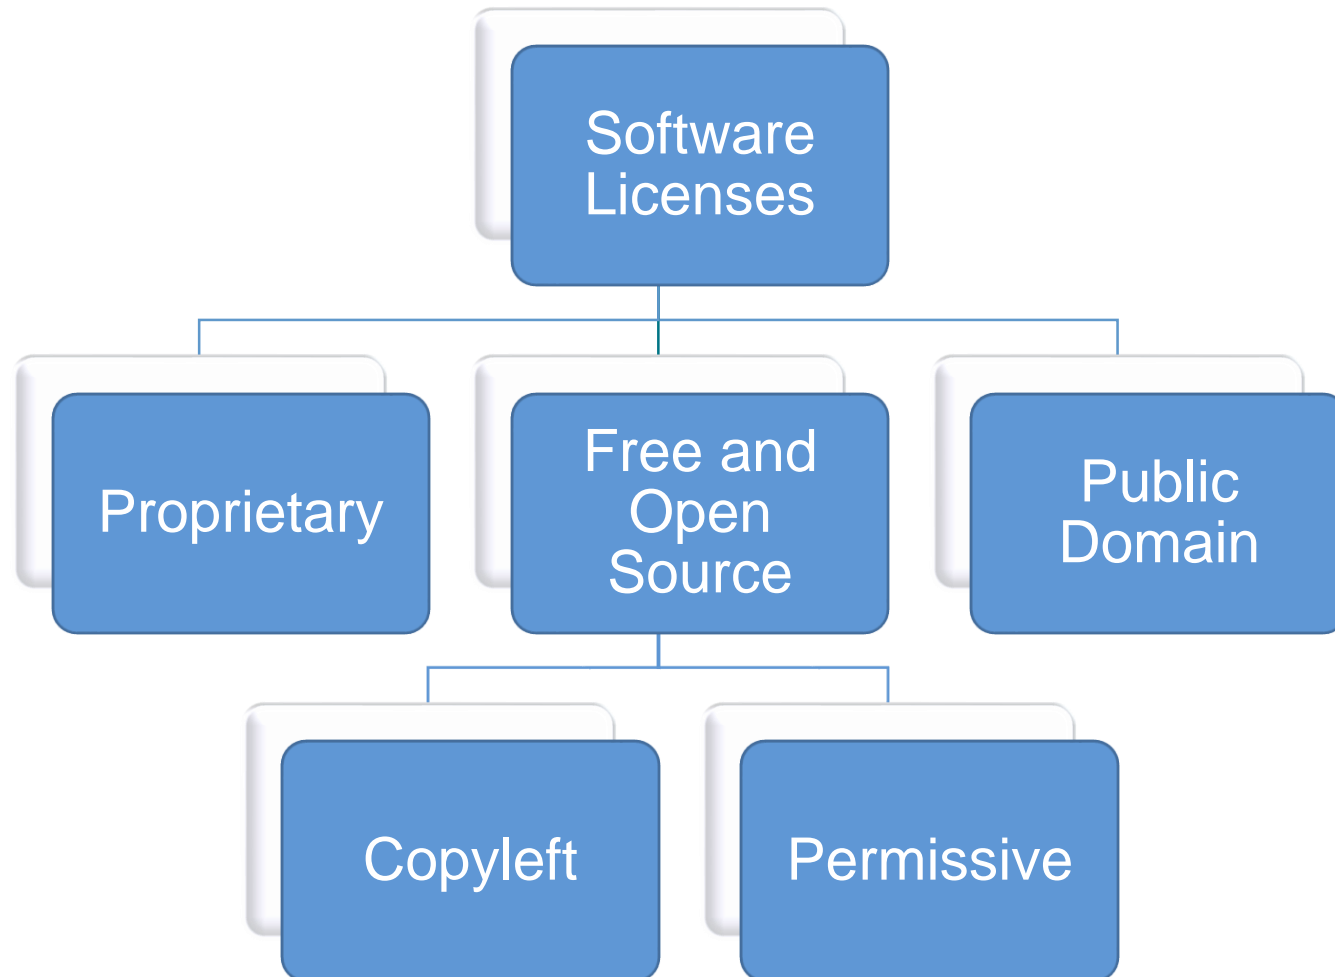 Software
Licenses
Proprietary
Free and
Open
Source
Public
Domain
Copyleft
Permissive